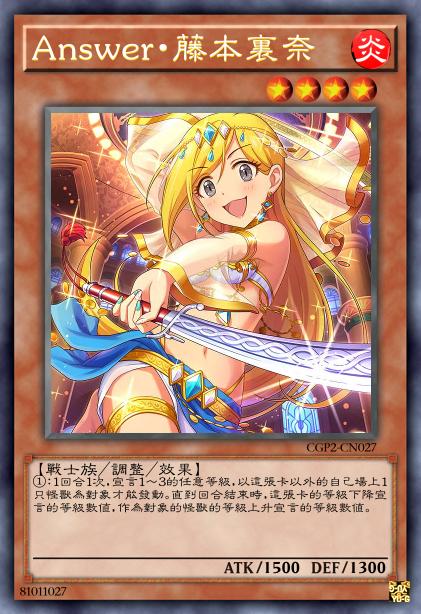 Answer・藤本裏奈
炎
CGP2-CN027
【戰士族／調整／效果】
①:1回合1次,宣言1～3的任意等級,以這張卡以外的自己場上1
只怪獸為對象才能發動。直到回合結束時,這張卡的等級下降宣
言的等級數值,作為對象的怪獸的等級上升宣言的等級數值。
ATK/1500 DEF/1300
81011027